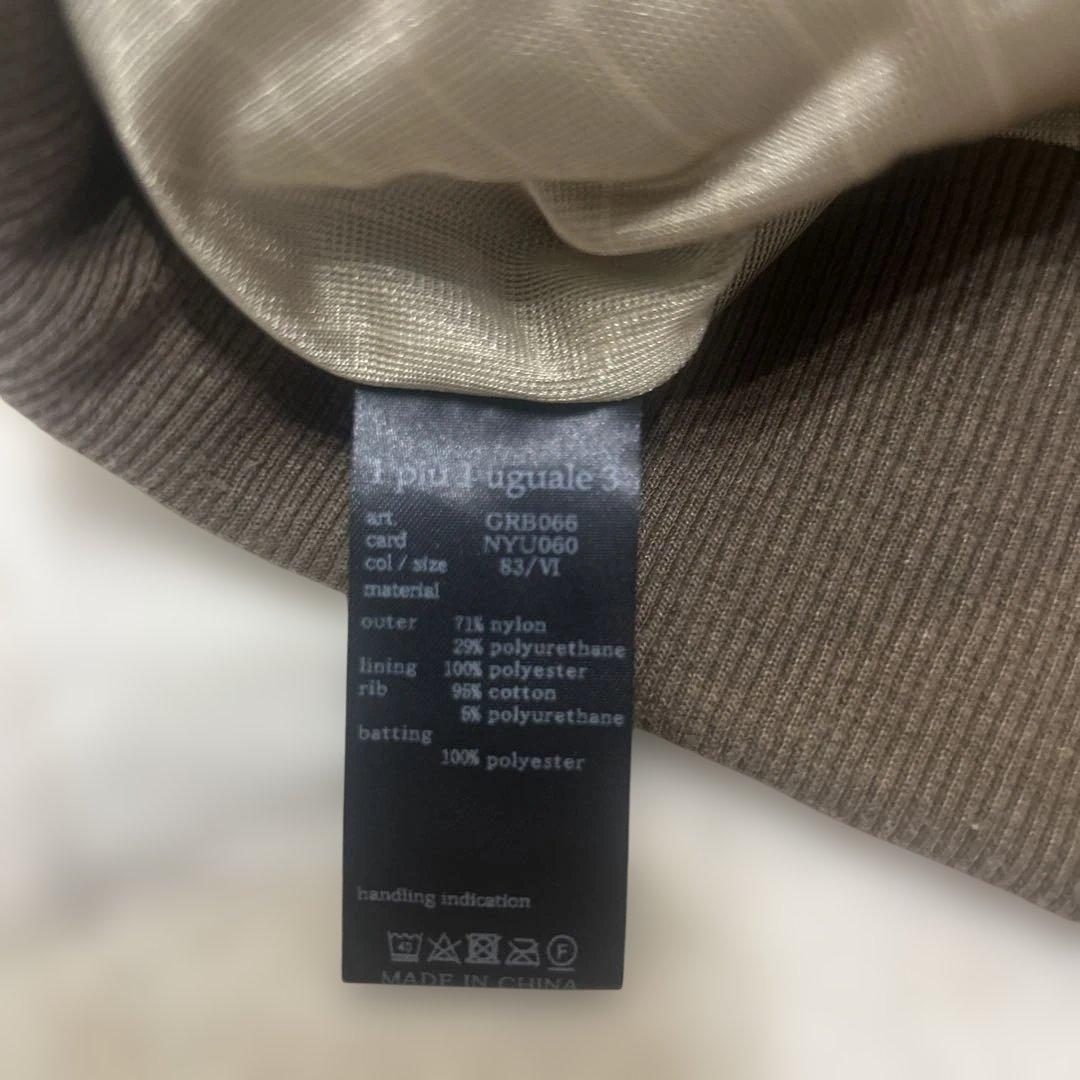 1 piu 1 uguale 3
art. GRB066
card NYU060
col / size 83/VI
material
outer 71% nylon
29% polyurethane
lining 100% polyester
rib 95% cotton
5% polyurethane
batting
100% polyester
handling indication
40 F
MADE IN CHINA